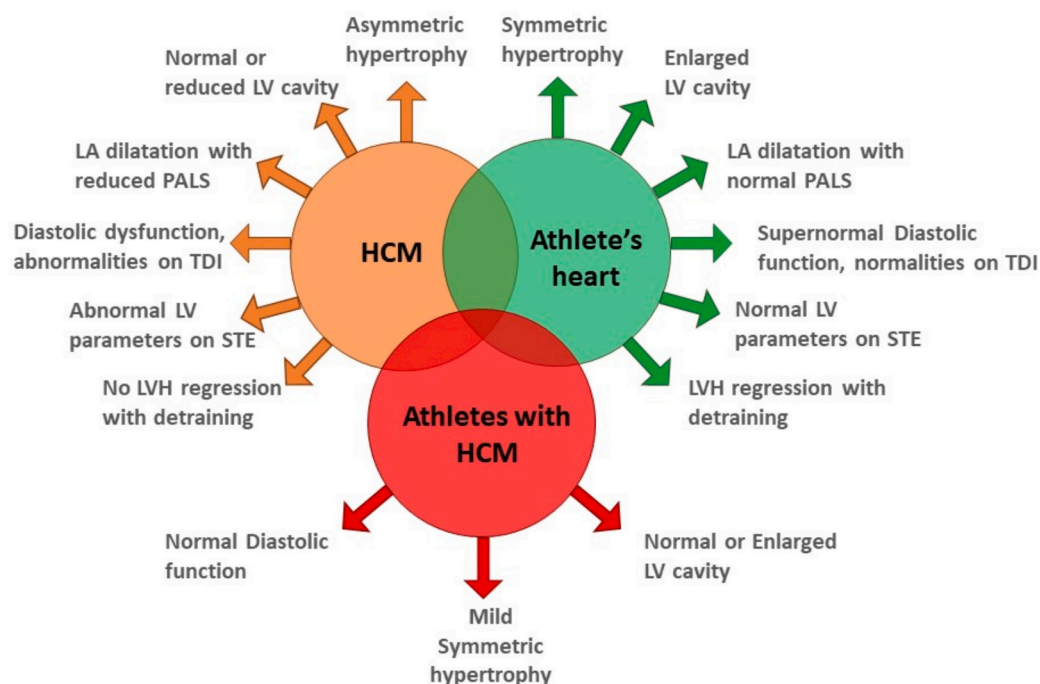 Asymmetric
hypertrophy
Symmetric
hypertrophy
Normal or
reduced LV cavity
Enlarged
LV cavity
LA dilatation with
reduced PALS
LA dilatation with
normal PALS
Diastolic dysfunction,
abnormalities on TDI
HCM
Athlete's
heart
Supernormal Diastolic
function, normalities on TDI
Abnormal LV
parameters on STE
Normal LV
parameters on STE
No LVH regression
with detraining
LVH regression with
detraining
Athletes with
HCM
Normal Diastolic
function
Normal or Enlarged
LV cavity
Mild
Symmetric
hypertrophy